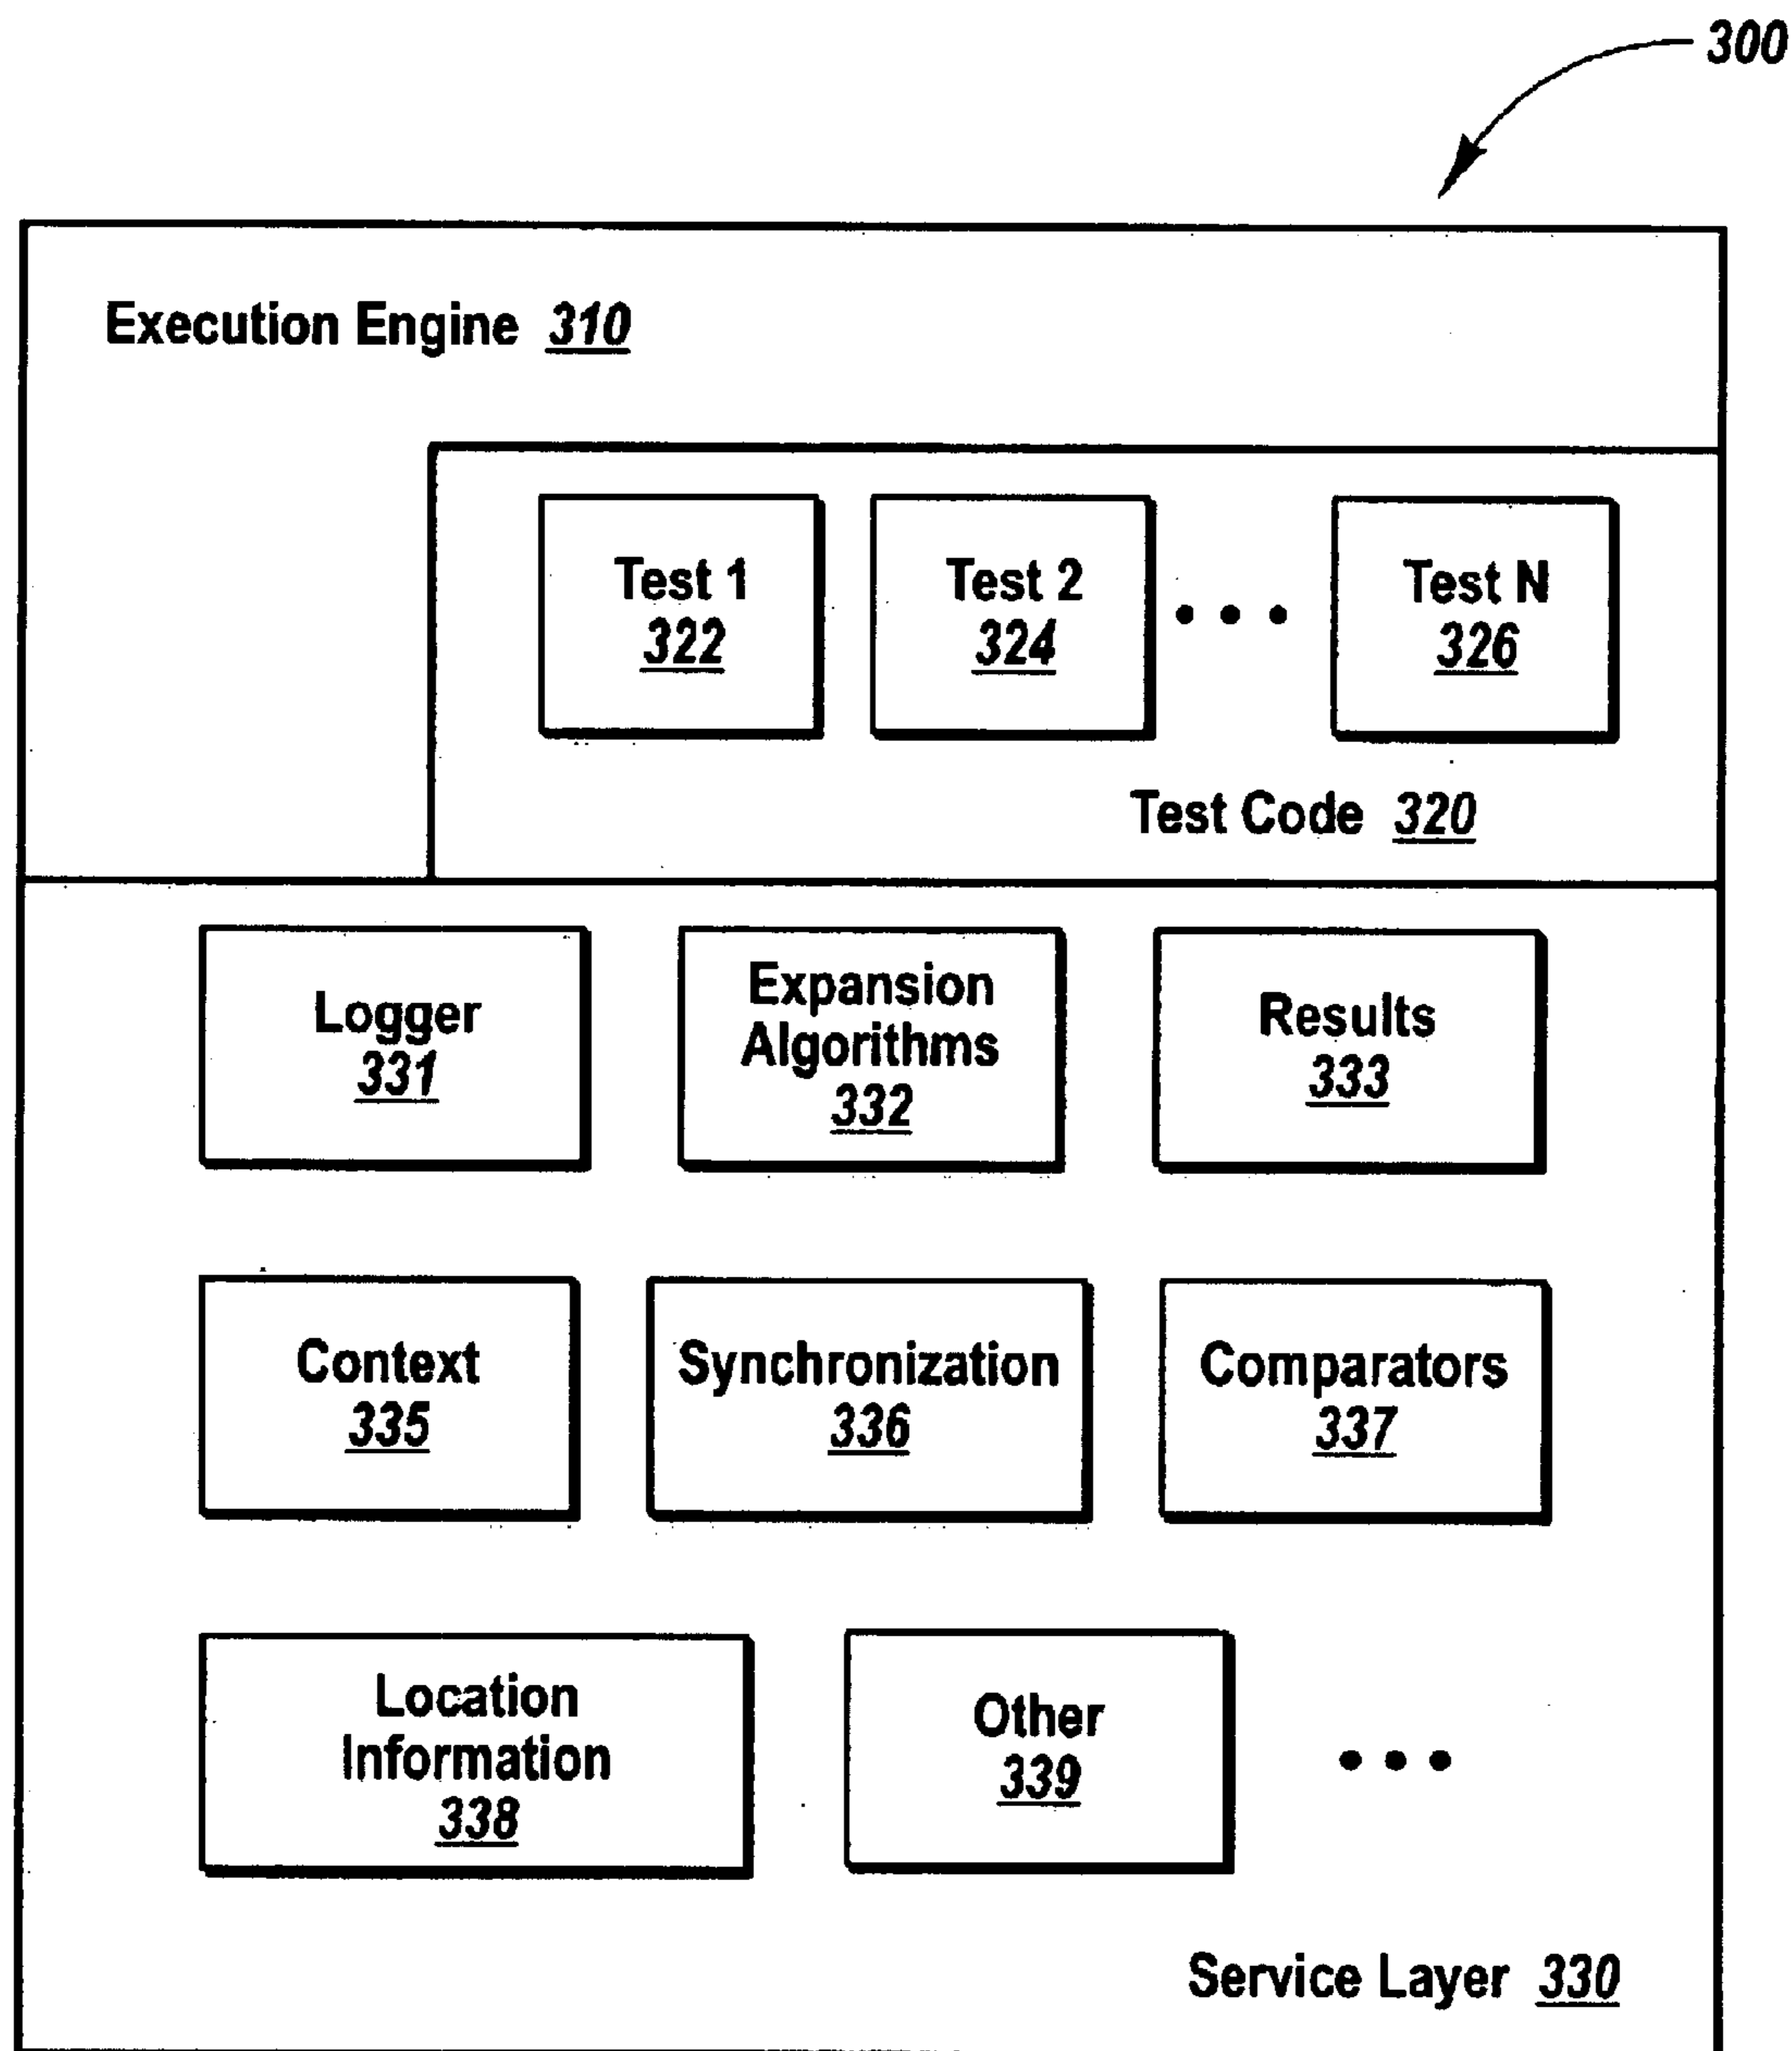 300
Execution Engine 310
Test 1
322
Test 2
324
Test N
326
Test Code 320
Logger
331
Expansion
Algorithms
332
Results
333
Context
335
Synchronization
336
Comparators
337
Location
Information
338
Other
339
Service Layer 330